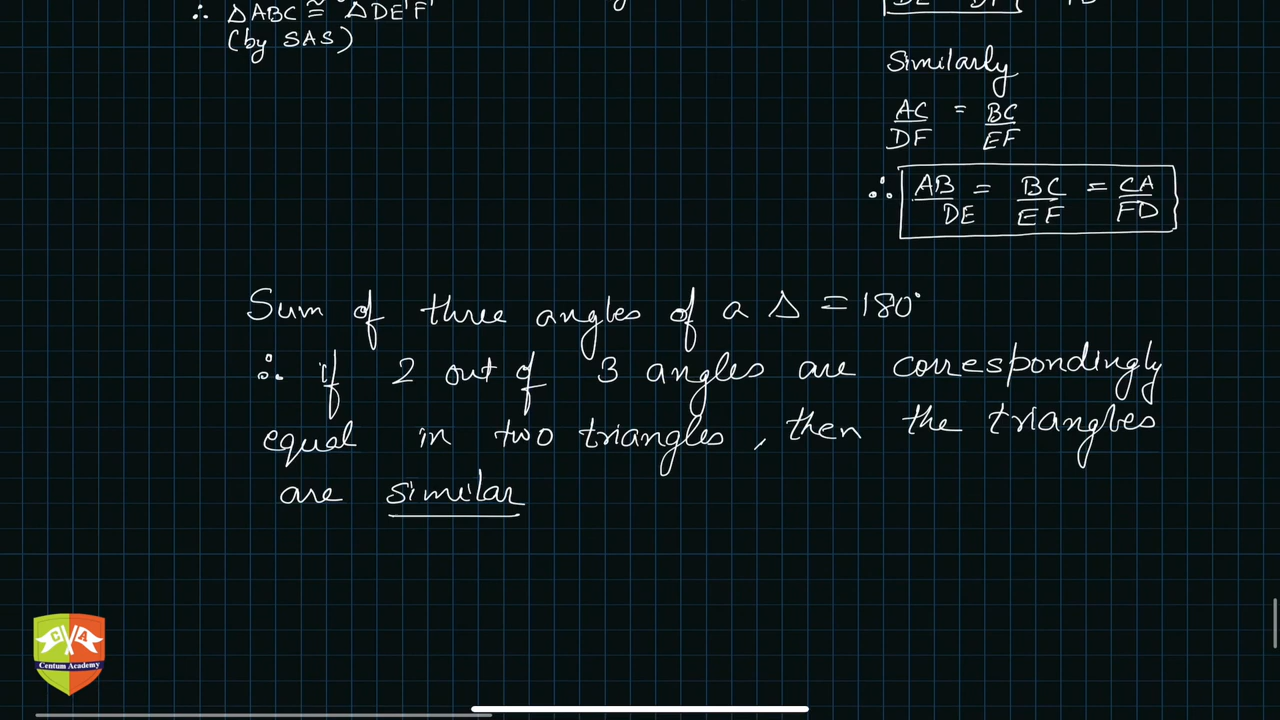 ∴ △ABC ≅ △DE'F'
(by SAS)
Similarly
AC/DF = BC/EF
∴ AB/DE = BC/EF = CA/FD
Sum of three angles of a △ = 180°
∴ if 2 out of 3 angles are correspondingly
equal in two triangles, then the triangles
are similar
C A
Centum Academy